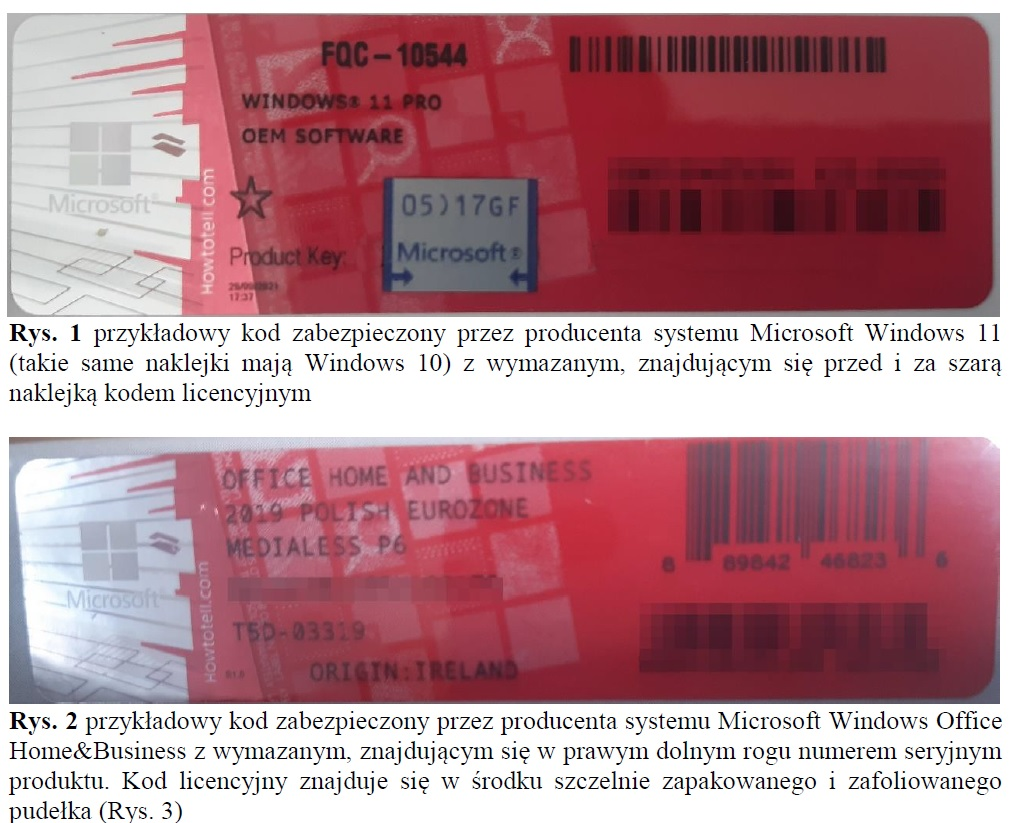 FQC-10544
WINDOWS® 11 PRO
OEM SOFTWARE
Microsoft®
Howtotell.com
Product Key:
05)17GF
Microsoft®
17:37
Rys. 1 przykładowy kod zabezpieczony przez producenta systemu Microsoft Windows 11
(takie same naklejki mają Windows 10) z wymazanym, znajdującym się przed i za szarą
naklejką kodem licencyjnym
OFFICE HOME AND BUSINESS
2019 POLISH EUROZONE
MEDIALESS P6
Microsoft
Howtotell.com
T5D-03319
ORIGIN:IRELAND
8 89842 46823 6
Rys. 2 przykładowy kod zabezpieczony przez producenta systemu Microsoft Windows Office
Home&Business z wymazanym, znajdującym się w prawym dolnym rogu numerem seryjnym
produktu. Kod licencyjny znajduje się w środku szczelnie zapakowanego i zafoliowanego
pudełka (Rys. 3)